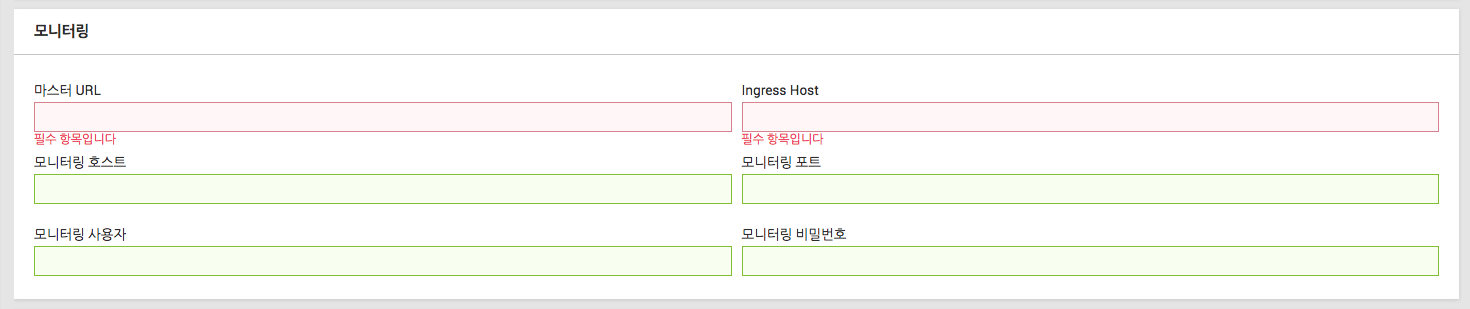 모니터링
마스터 URL
Ingress Host
필수 항목입니다
필수 항목입니다
모니터링 호스트
모니터링 포트
모니터링 사용자
모니터링 비밀번호